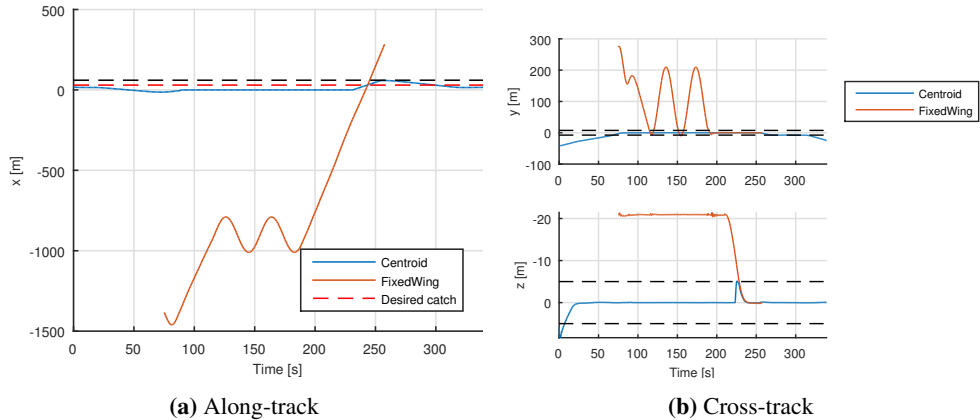 500
0
-500
-1000
-1500
x [m]
0 50 100 150 200 250 300
Time [s]
Centroid
FixedWing
Desired catch
(a) Along-track
300
200
100
0
-100
y [m]
0 50 100 150 200 250 300
Centroid
FixedWing
-20
-10
0
z [m]
0 50 100 150 200 250 300
Time [s]
(b) Cross-track